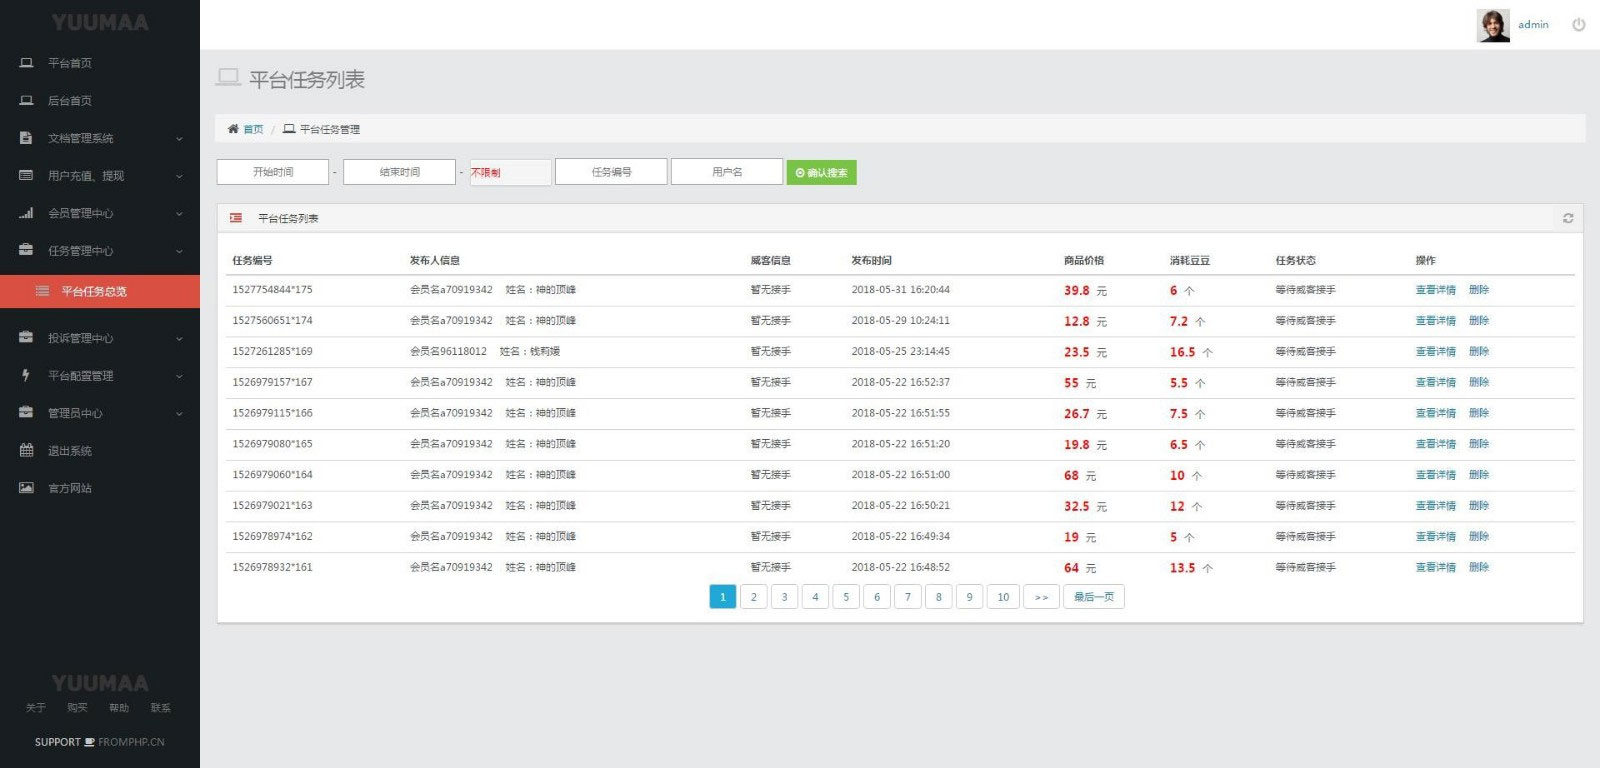 YUUMAA
admin
平台首页
后台首页
文档管理系统
用户充值、提现
会员管理中心
任务管理中心
平台任务总览
投诉管理中心
平台配置管理
管理员中心
退出系统
官方网站
YUUMAA
关于 购买 帮助 联系
SUPPORT FROMPHP.CN
平台任务列表
首页 / 平台任务管理
开始时间 - 结束时间 - 不限制 任务编号 用户名 确认搜索
平台任务列表
任务编号 发布人信息 威客信息 发布时间 商品价格 消耗豆豆 任务状态 操作
1527754844*175 会员名a70919342 姓名：神的顶峰 暂无接手 2018-05-31 16:20:44 39.8 元 6 个 等待威客接手 查看详情 删除
1527560651*174 会员名a70919342 姓名：神的顶峰 暂无接手 2018-05-29 10:24:11 12.8 元 7.2 个 等待威客接手 查看详情 删除
1527261285*169 会员名96118012 姓名：钱莉媛 暂无接手 2018-05-25 23:14:45 23.5 元 16.5 个 等待威客接手 查看详情 删除
1526979157*167 会员名a70919342 姓名：神的顶峰 暂无接手 2018-05-22 16:52:37 55 元 5.5 个 等待威客接手 查看详情 删除
1526979115*166 会员名a70919342 姓名：神的顶峰 暂无接手 2018-05-22 16:51:55 26.7 元 7.5 个 等待威客接手 查看详情 删除
1526979080*165 会员名a70919342 姓名：神的顶峰 暂无接手 2018-05-22 16:51:20 19.8 元 6.5 个 等待威客接手 查看详情 删除
1526979060*164 会员名a70919342 姓名：神的顶峰 暂无接手 2018-05-22 16:51:00 68 元 10 个 等待威客接手 查看详情 删除
1526979021*163 会员名a70919342 姓名：神的顶峰 暂无接手 2018-05-22 16:50:21 32.5 元 12 个 等待威客接手 查看详情 删除
1526978974*162 会员名a70919342 姓名：神的顶峰 暂无接手 2018-05-22 16:49:34 19 元 5 个 等待威客接手 查看详情 删除
1526978932*161 会员名a70919342 姓名：神的顶峰 暂无接手 2018-05-22 16:48:52 64 元 13.5 个 等待威客接手 查看详情 删除
1 2 3 4 5 6 7 8 9 10 >> 最后一页